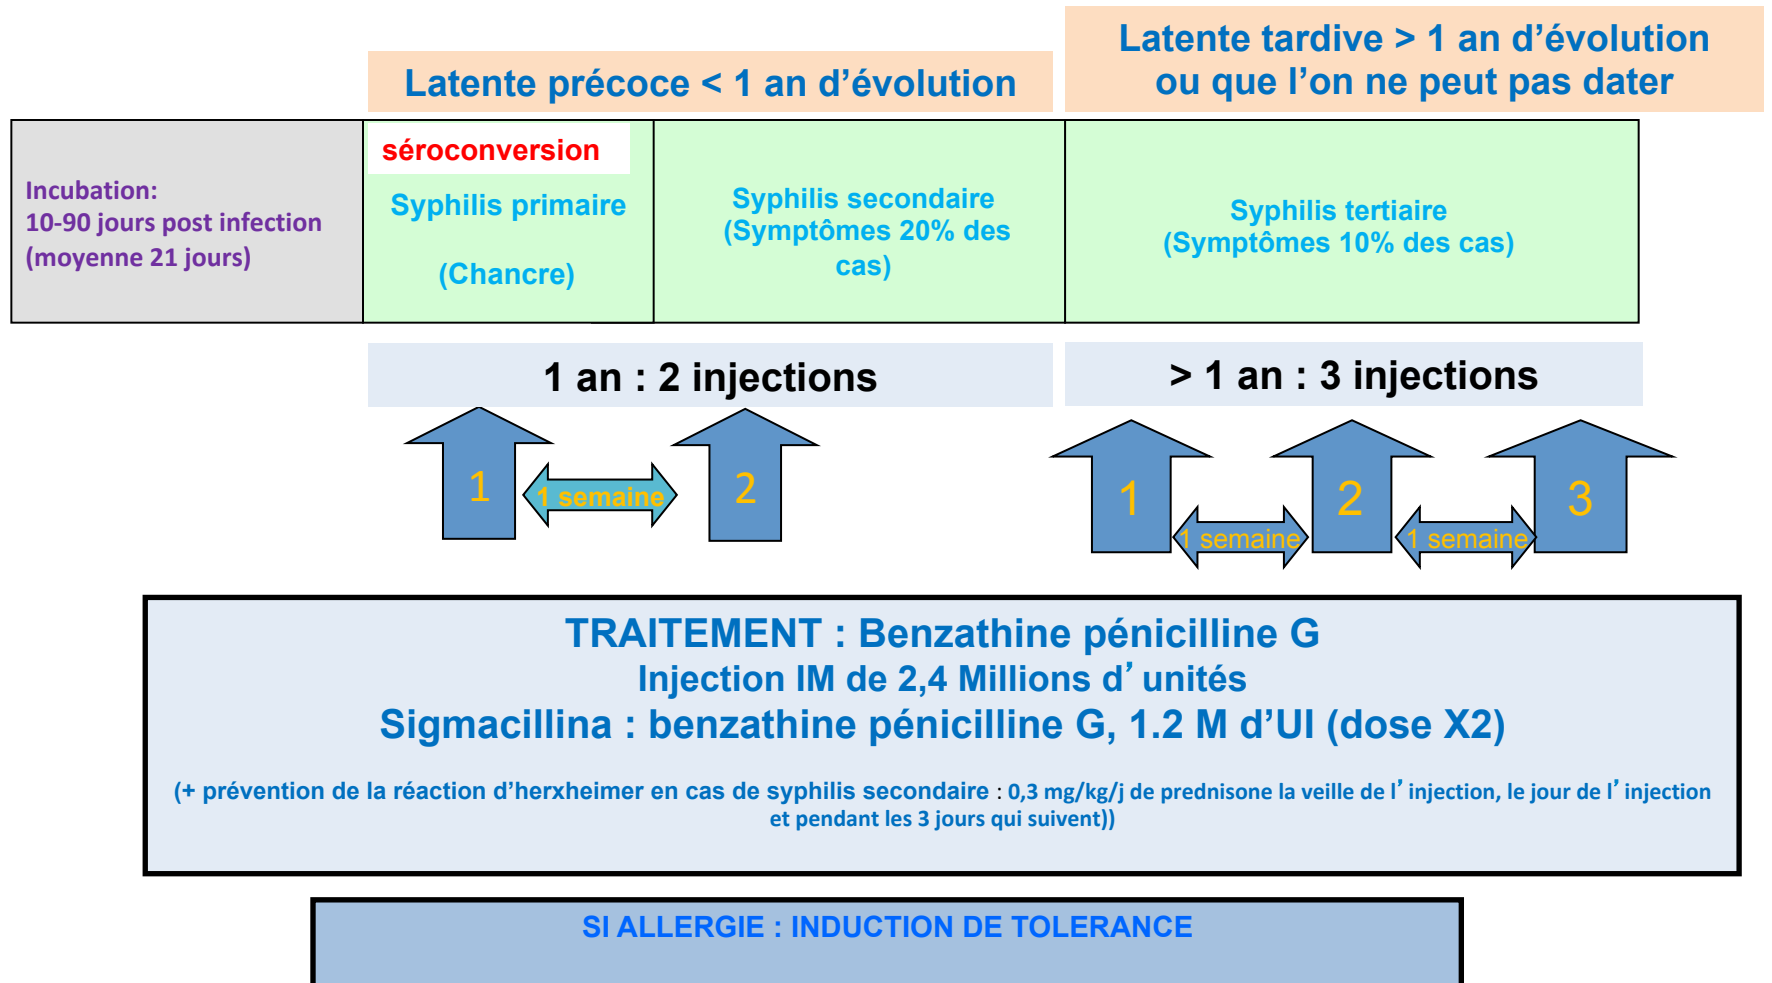 Latente précoce < 1 an d’évolution
Latente tardive > 1 an d’évolution
ou que l’on ne peut pas dater
Incubation:
10-90 jours post infection
(moyenne 21 jours)
séroconversion
Syphilis primaire
(Chancre)
Syphilis secondaire
(Symptômes 20% des
cas)
Syphilis tertiaire
(Symptômes 10% des cas)
1 an : 2 injections
> 1 an : 3 injections
1
1 semaine
2
1
1 semaine
2
1 semaine
3
TRAITEMENT : Benzathine pénicilline G
Injection IM de 2,4 Millions d’ unités
Sigmacillina : benzathine pénicilline G, 1.2 M d’UI (dose X2)
(+ prévention de la réaction d’herxheimer en cas de syphilis secondaire : 0,3 mg/kg/j de prednisone la veille de l’ injection, le jour de l’ injection
et pendant les 3 jours qui suivent))
SI ALLERGIE : INDUCTION DE TOLERANCE